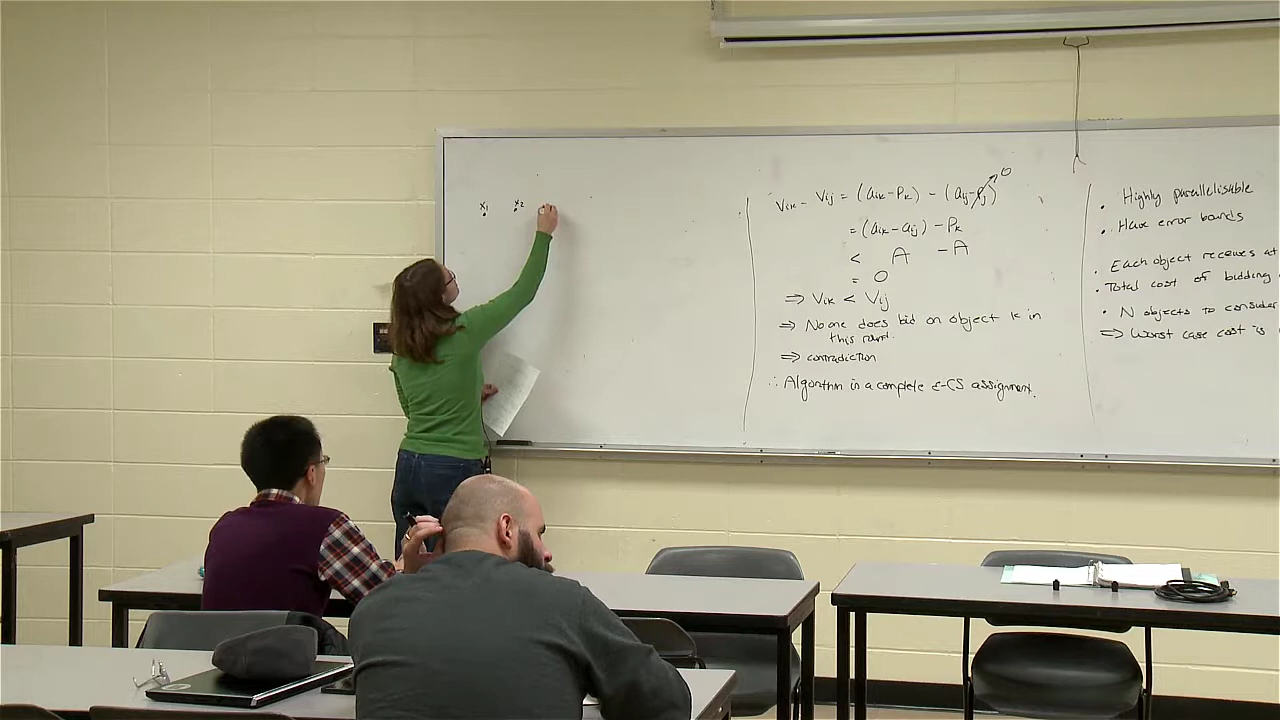 x₁ x₂
Vik - Vij = (aik - Pk) - (aij - Pj) 0
= (aik - aij) - Pk
< A - A
= 0
⇒ Vik < Vij
⇒ No one does bid on object k in
this round.
⇒ contradiction
∴ Algorithm in a complete ε-CS assignment.
• Highly parallelisable
• Have error bounds
• Each object receives at
• Total cost of bidding
• N objects to consider
⇒ Worst case cost is